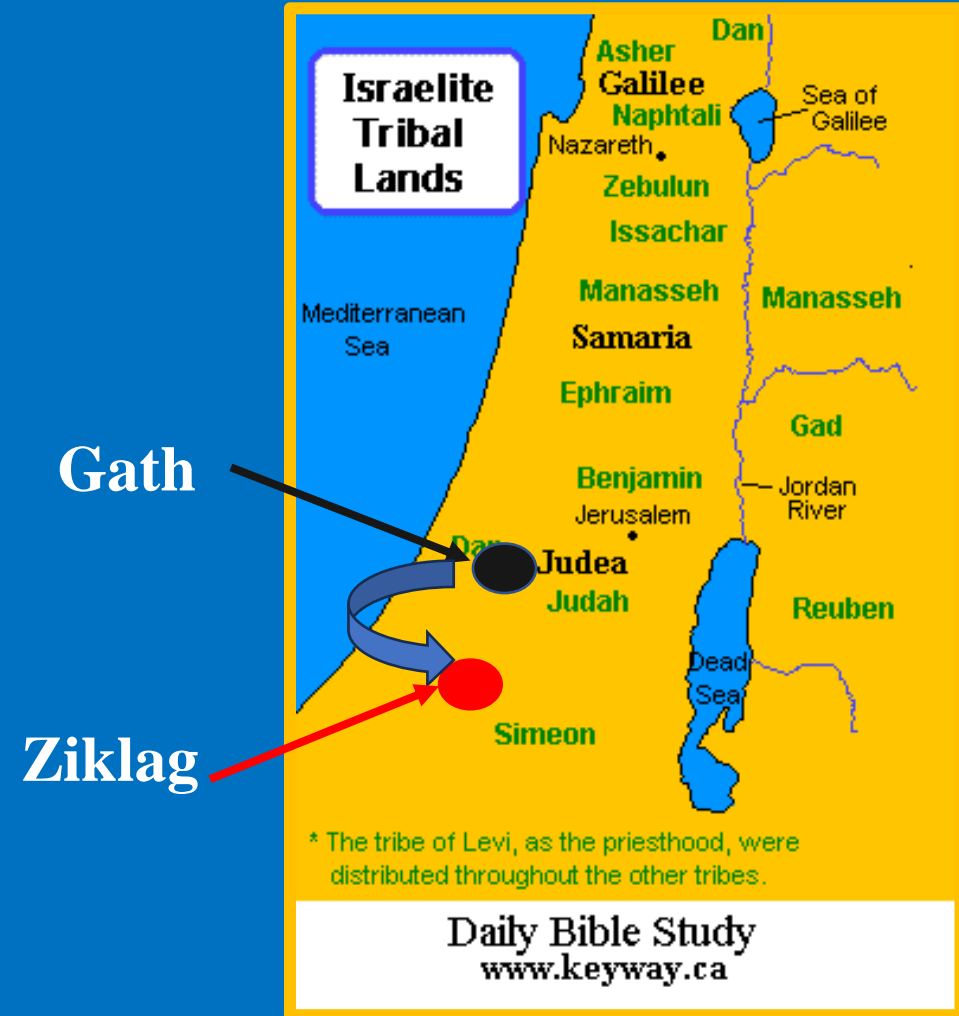 Israelite
Tribal
Lands
Dan
Asher
Galilee
Naphtali
Sea of
Galilee
Nazareth
Zebulun
Issachar
Manasseh
Manasseh
Mediterranean
Sea
Samaria
Ephraim
Gad
Gath
Benjamin
Jordan
River
Jerusalem
Dan
Judea
Judah
Reuben
Dead
Sea
Simeon
Ziklag
* The tribe of Levi, as the priesthood, were
distributed throughout the other tribes.
Daily Bible Study
www.keyway.ca